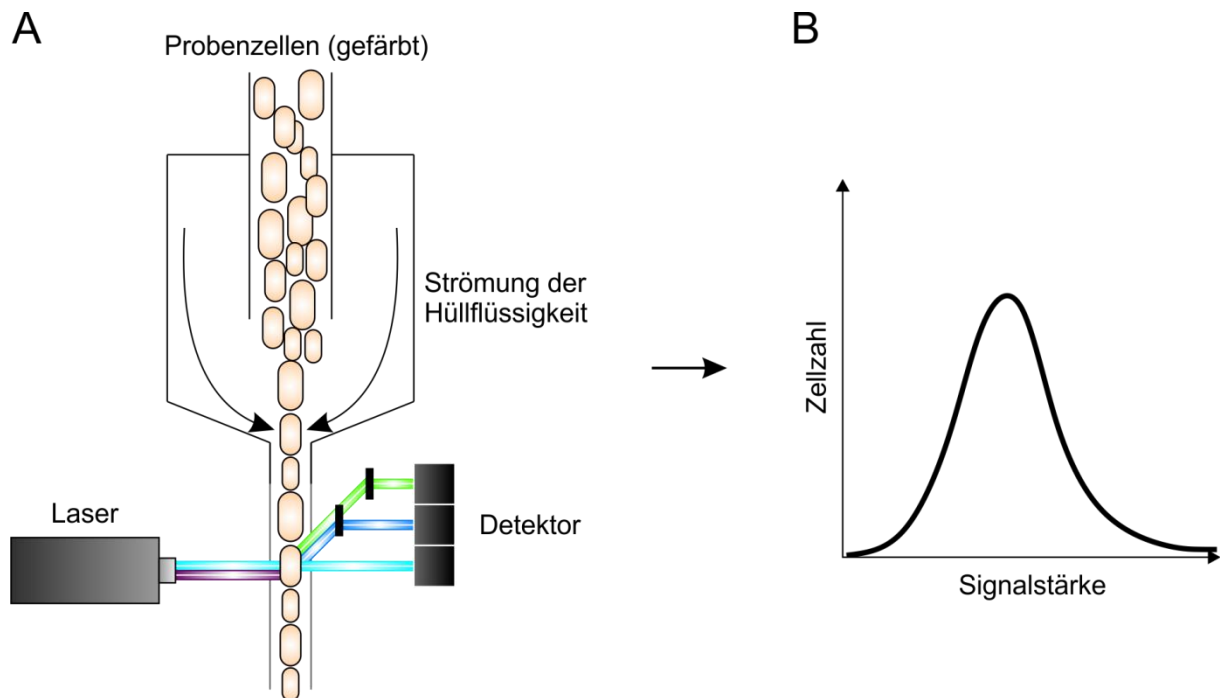 A
Probenzellen (gefärbt)
Strömung der
Hüllflüssigkeit
Laser
Detektor
B
Zellzahl
Signalstärke